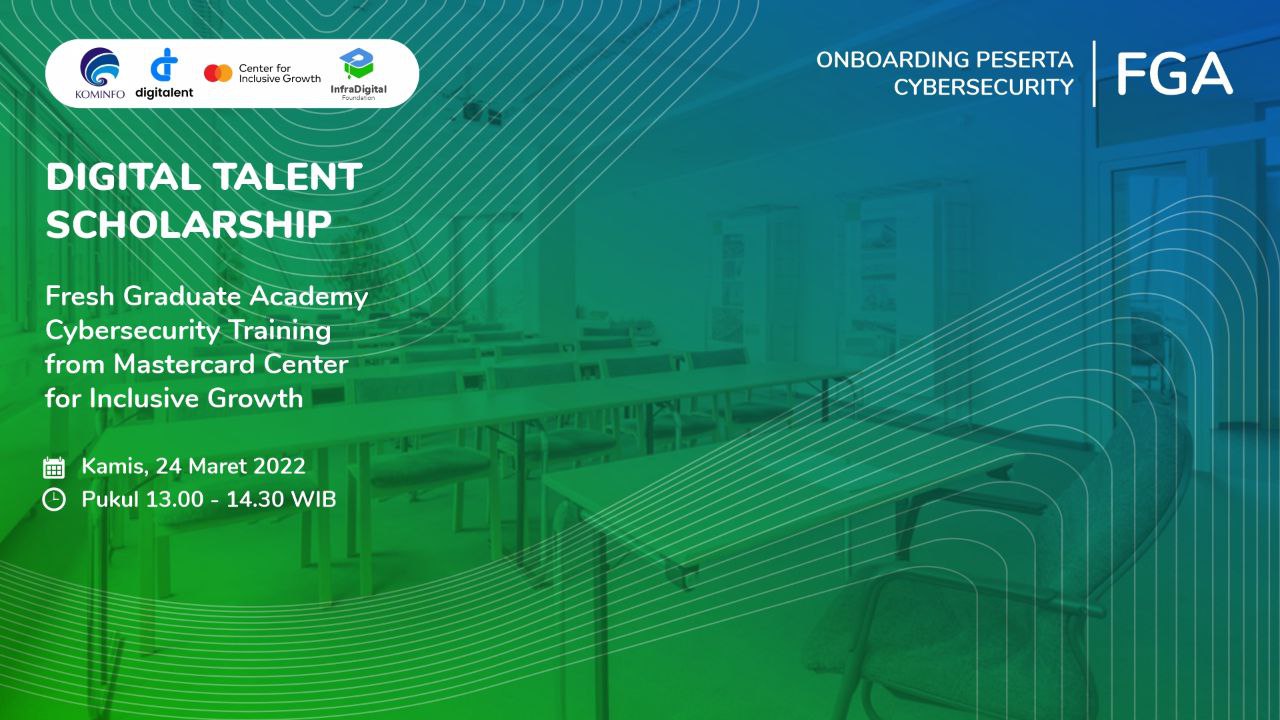 KOMINFO
digitalent
Center for
Inclusive Growth
InfraDigital
Foundation
ONBOARDING PESERTA
CYBERSECURITY
FGA
DIGITAL TALENT
SCHOLARSHIP
Fresh Graduate Academy
Cybersecurity Training
from Mastercard Center
for Inclusive Growth
Kamis, 24 Maret 2022
Pukul 13.00 - 14.30 WIB